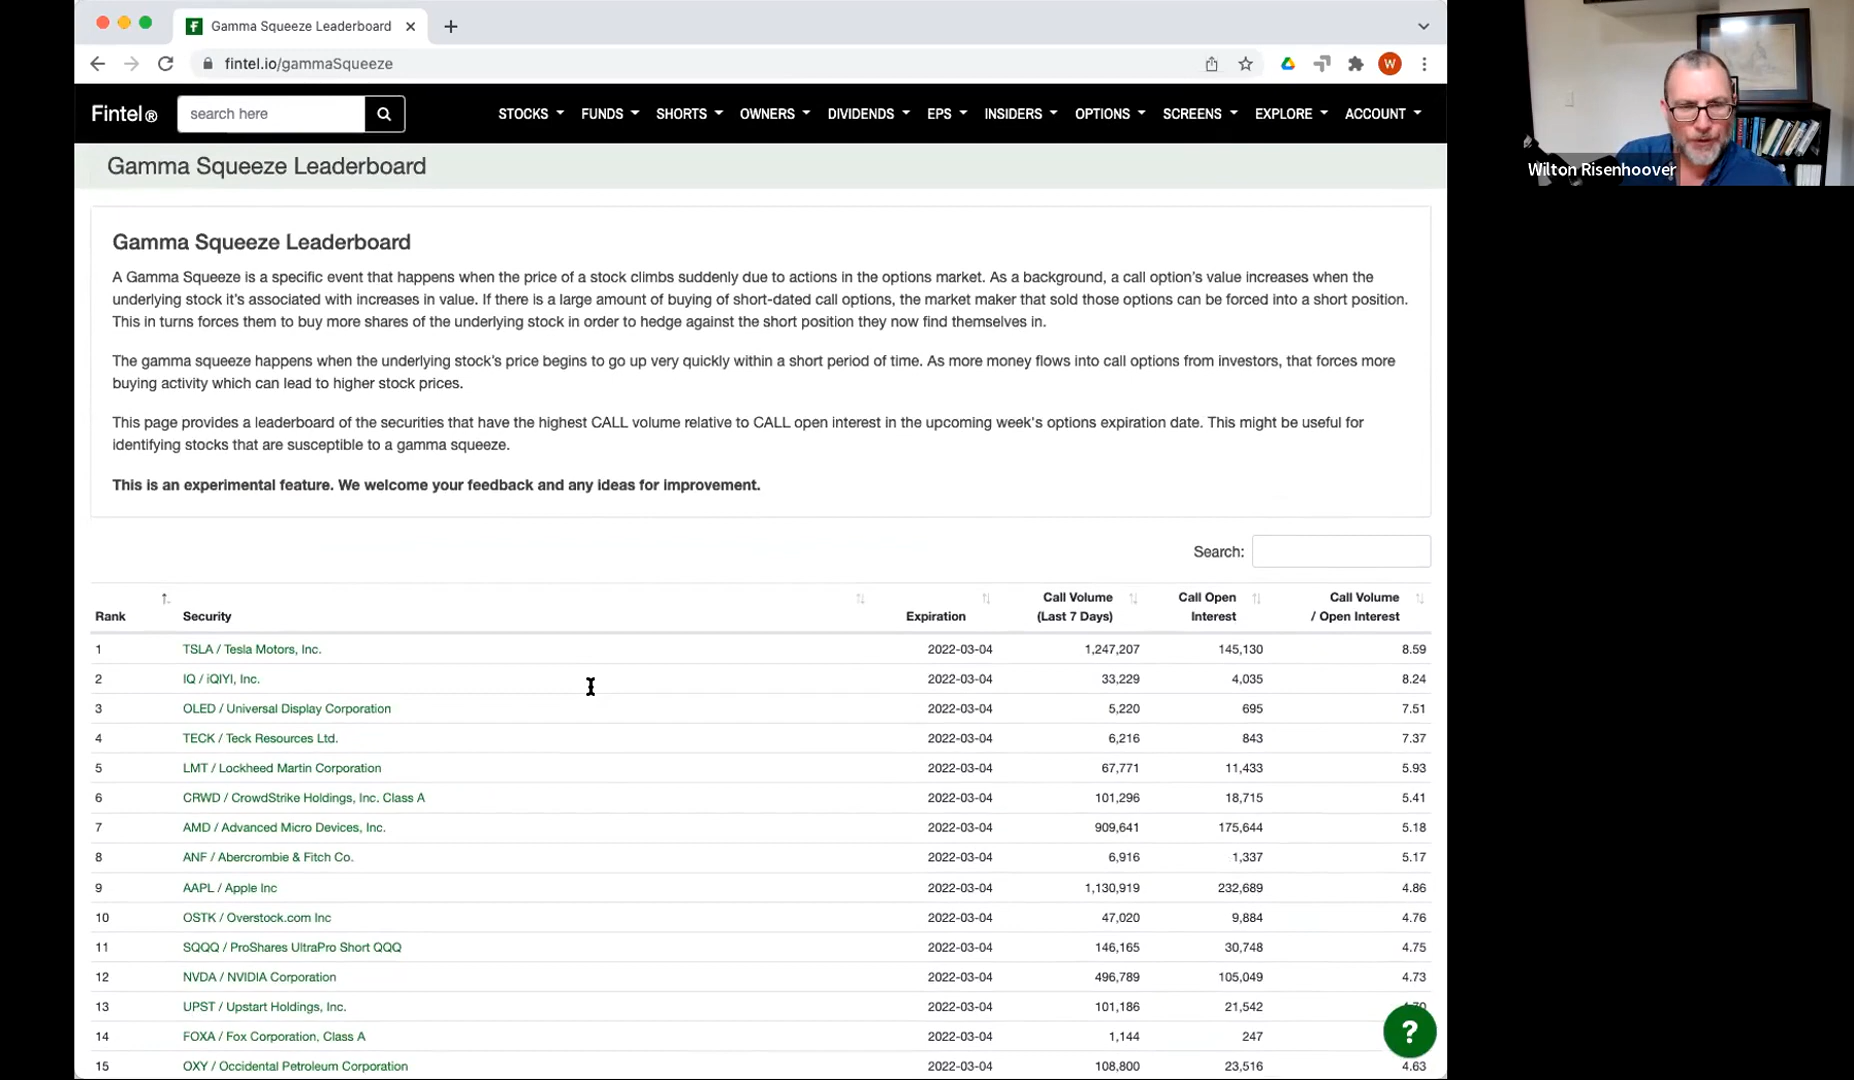 Gamma Squeeze Leaderboard
fintel.io/gammaSqueeze
W
Fintel®
search here
STOCKS FUNDS SHORTS OWNERS DIVIDENDS EPS INSIDERS OPTIONS SCREENS EXPLORE ACCOUNT
Wilton Risenhoover
Gamma Squeeze Leaderboard
Gamma Squeeze Leaderboard
A Gamma Squeeze is a specific event that happens when the price of a stock climbs suddenly due to actions in the options market. As a background, a call option's value increases when the
underlying stock it's associated with increases in value. If there is a large amount of buying of short-dated call options, the market maker that sold those options can be forced into a short position.
This in turns forces them to buy more shares of the underlying stock in order to hedge against the short position they now find themselves in.
The gamma squeeze happens when the underlying stock's price begins to go up very quickly within a short period of time. As more money flows into call options from investors, that forces more
buying activity which can lead to higher stock prices.
This page provides a leaderboard of the securities that have the highest CALL volume relative to CALL open interest in the upcoming week's options expiration date. This might be useful for
identifying stocks that are susceptible to a gamma squeeze.
This is an experimental feature. We welcome your feedback and any ideas for improvement.
Search:
Rank Security Expiration Call Volume (Last 7 Days) Call Open Interest Call Volume / Open Interest
1 TSLA / Tesla Motors, Inc. 2022-03-04 1,247,207 145,130 8.59
2 IQ / iQIYI, Inc. 2022-03-04 33,229 4,035 8.24
3 OLED / Universal Display Corporation 2022-03-04 5,220 695 7.51
4 TECK / Teck Resources Ltd. 2022-03-04 6,216 843 7.37
5 LMT / Lockheed Martin Corporation 2022-03-04 67,771 11,433 5.93
6 CRWD / CrowdStrike Holdings, Inc. Class A 2022-03-04 101,296 18,715 5.41
7 AMD / Advanced Micro Devices, Inc. 2022-03-04 909,641 175,644 5.18
8 ANF / Abercrombie & Fitch Co. 2022-03-04 6,916 1,337 5.17
9 AAPL / Apple Inc 2022-03-04 1,130,919 232,689 4.86
10 OSTK / Overstock.com Inc 2022-03-04 47,020 9,884 4.76
11 SQQQ / ProShares UltraPro Short QQQ 2022-03-04 146,165 30,748 4.75
12 NVDA / NVIDIA Corporation 2022-03-04 496,789 105,049 4.73
13 UPST / Upstart Holdings, Inc. 2022-03-04 101,186 21,542
14 FOXA / Fox Corporation, Class A 2022-03-04 1,144 247
?
15 OXY / Occidental Petroleum Corporation 2022-03-04 108,800 23,516 4.63